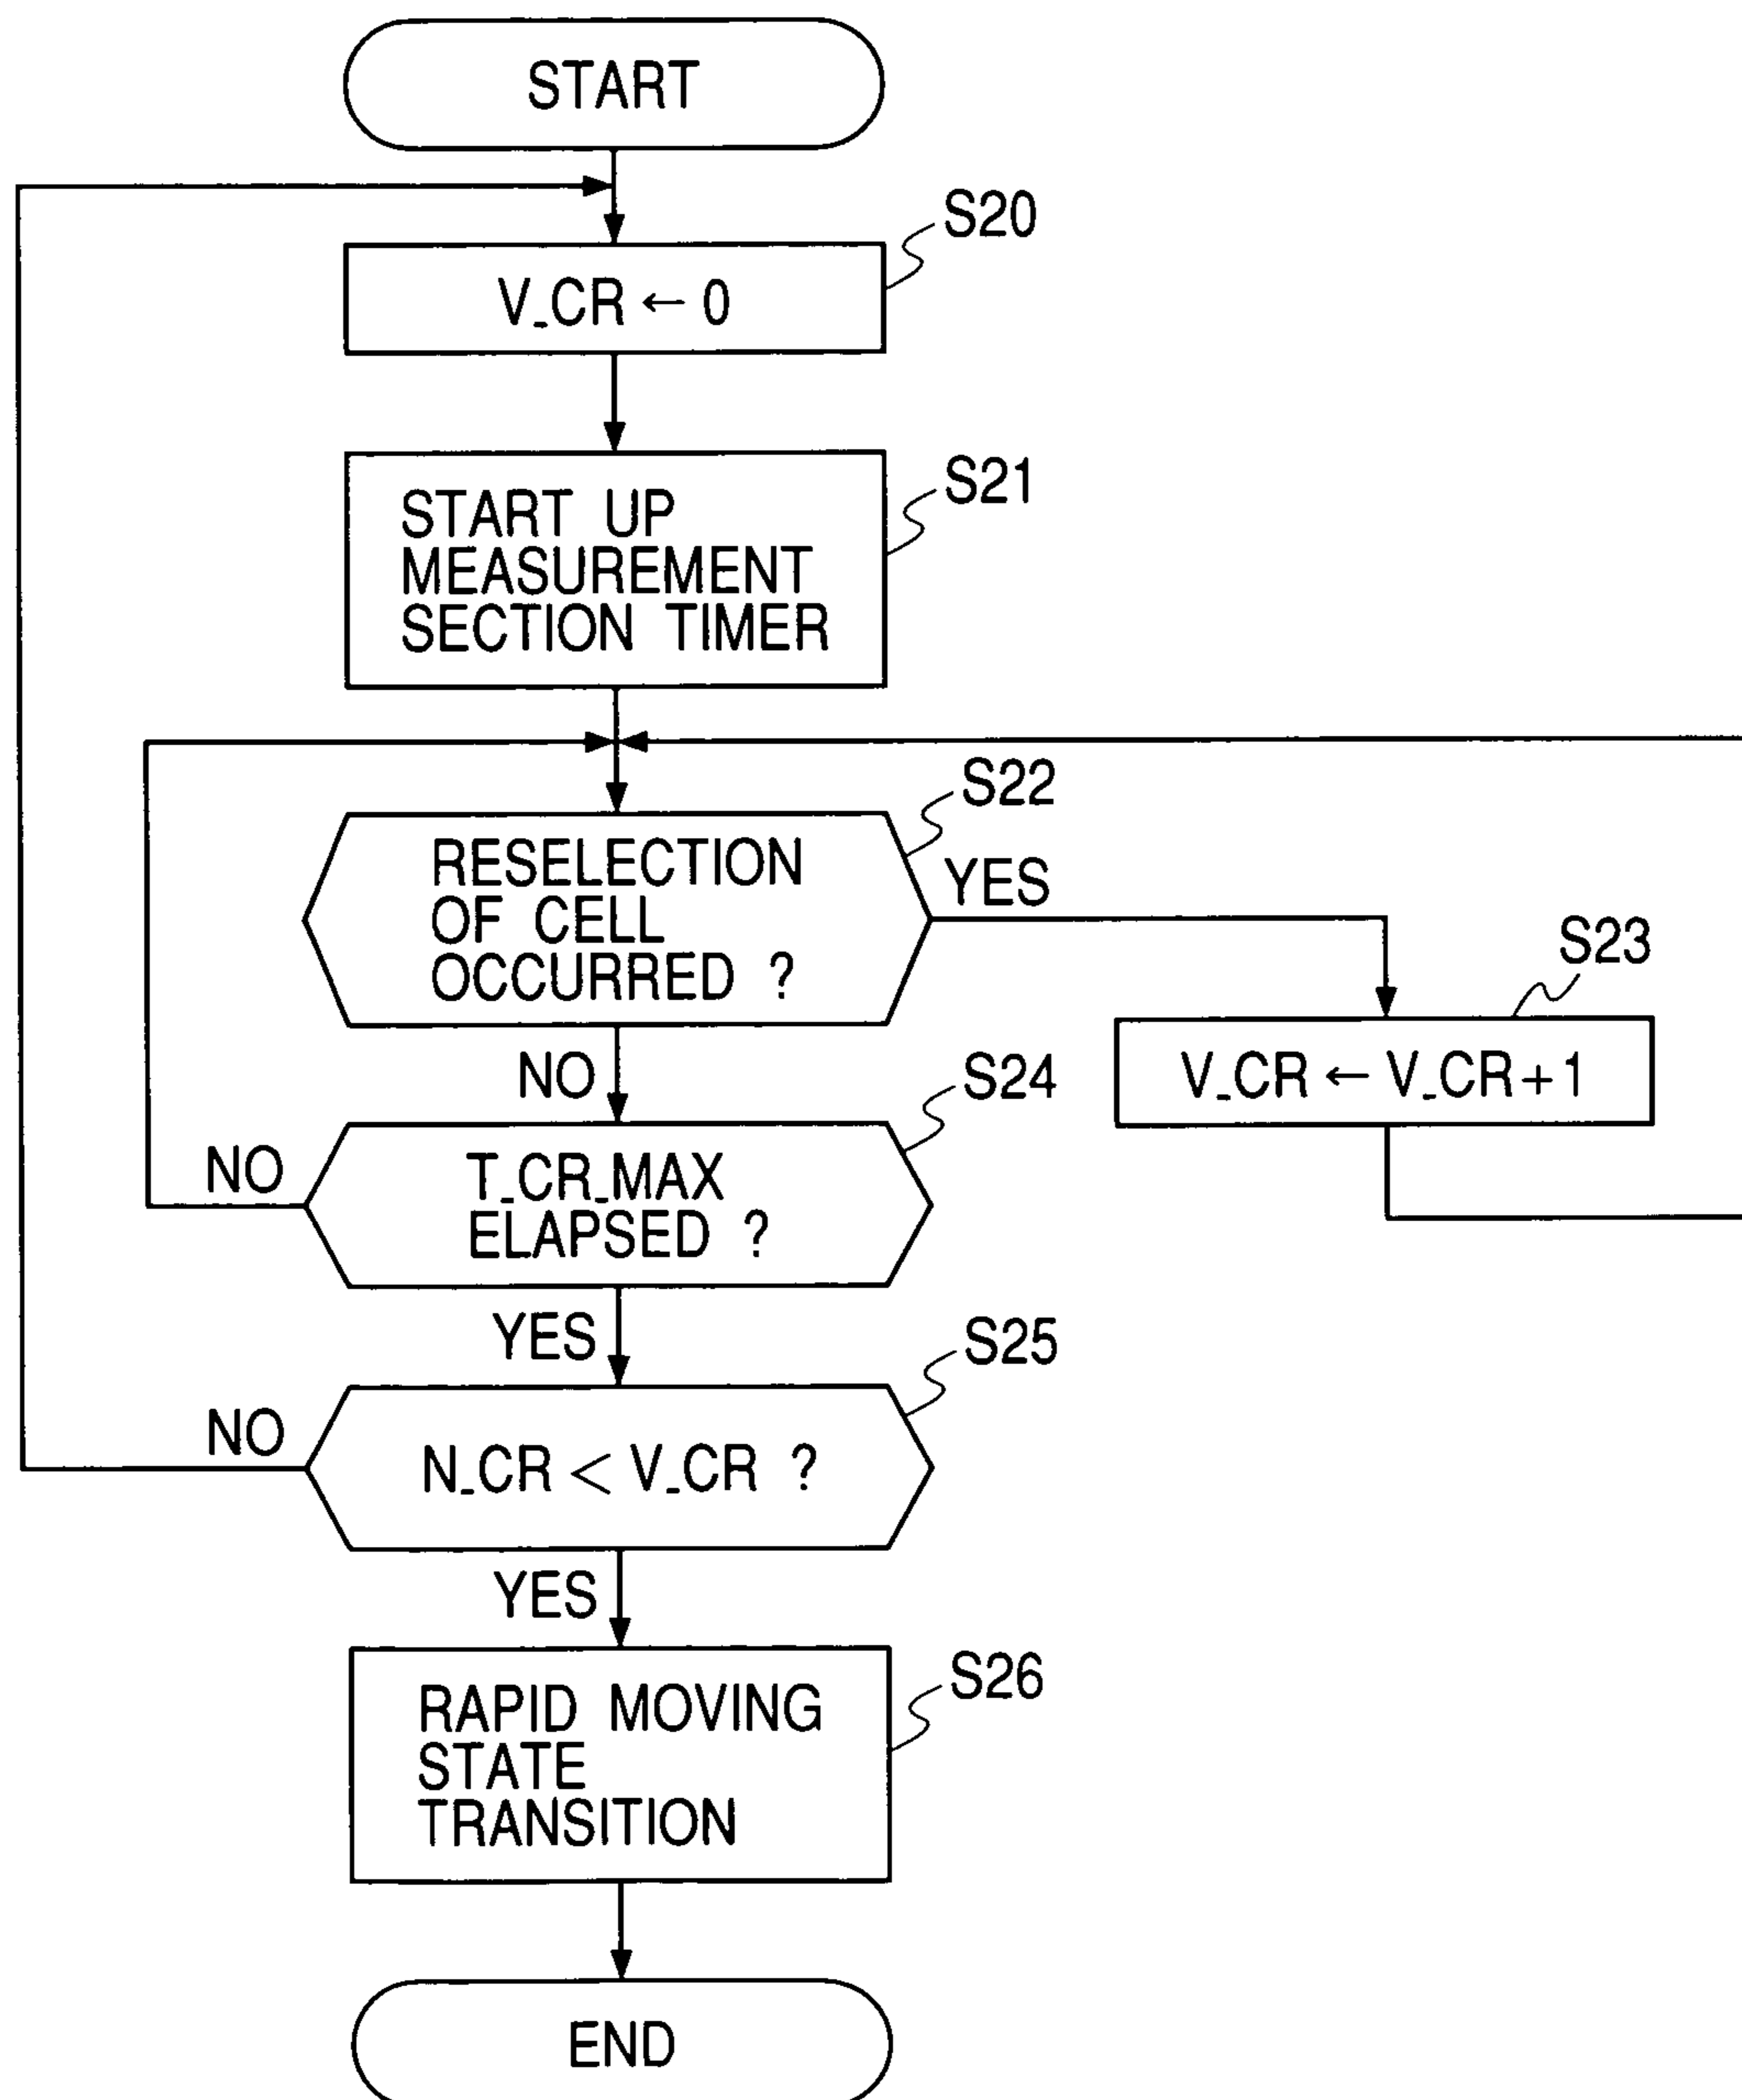 START
S20
V_CR ← 0
S21
START UP
MEASUREMENT
SECTION TIMER
S22
RESELECTION
OF CELL
OCCURRED ?
YES
S23
V_CR ← V_CR+1
NO
S24
T_CR_MAX
ELAPSED ?
NO
YES
S25
N_CR < V_CR ?
NO
YES
S26
RAPID MOVING
STATE
TRANSITION
END